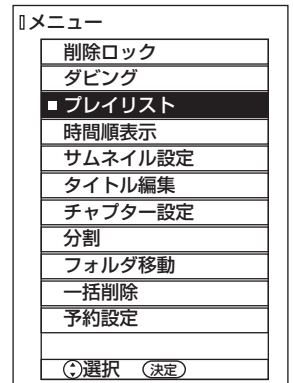 メニュー
削除ロック
ダビング
プレイリスト
時間順表示
サムネイル設定
タイトル編集
チャプター設定
分割
フォルダ移動
一括削除
予約設定
選択 決定